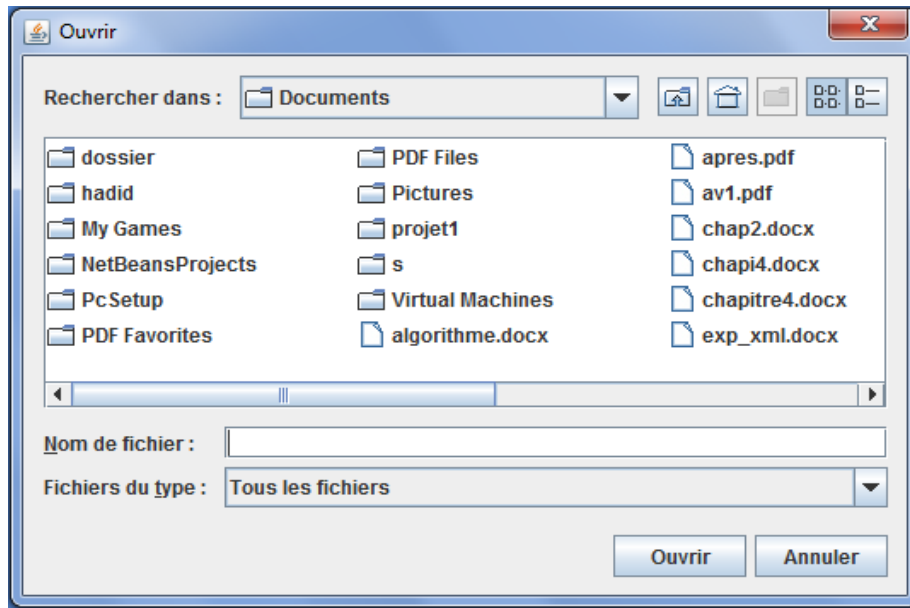 Ouvrir
Rechercher dans : Documents
dossier PDF Files apres.pdf
hadid Pictures av1.pdf
My Games projet1 chap2.docx
NetBeansProjects s chapi4.docx
PcSetup Virtual Machines chapitre4.docx
PDF Favorites algorithme.docx exp_xml.docx
Nom de fichier :
Fichiers du type : Tous les fichiers
Ouvrir Annuler